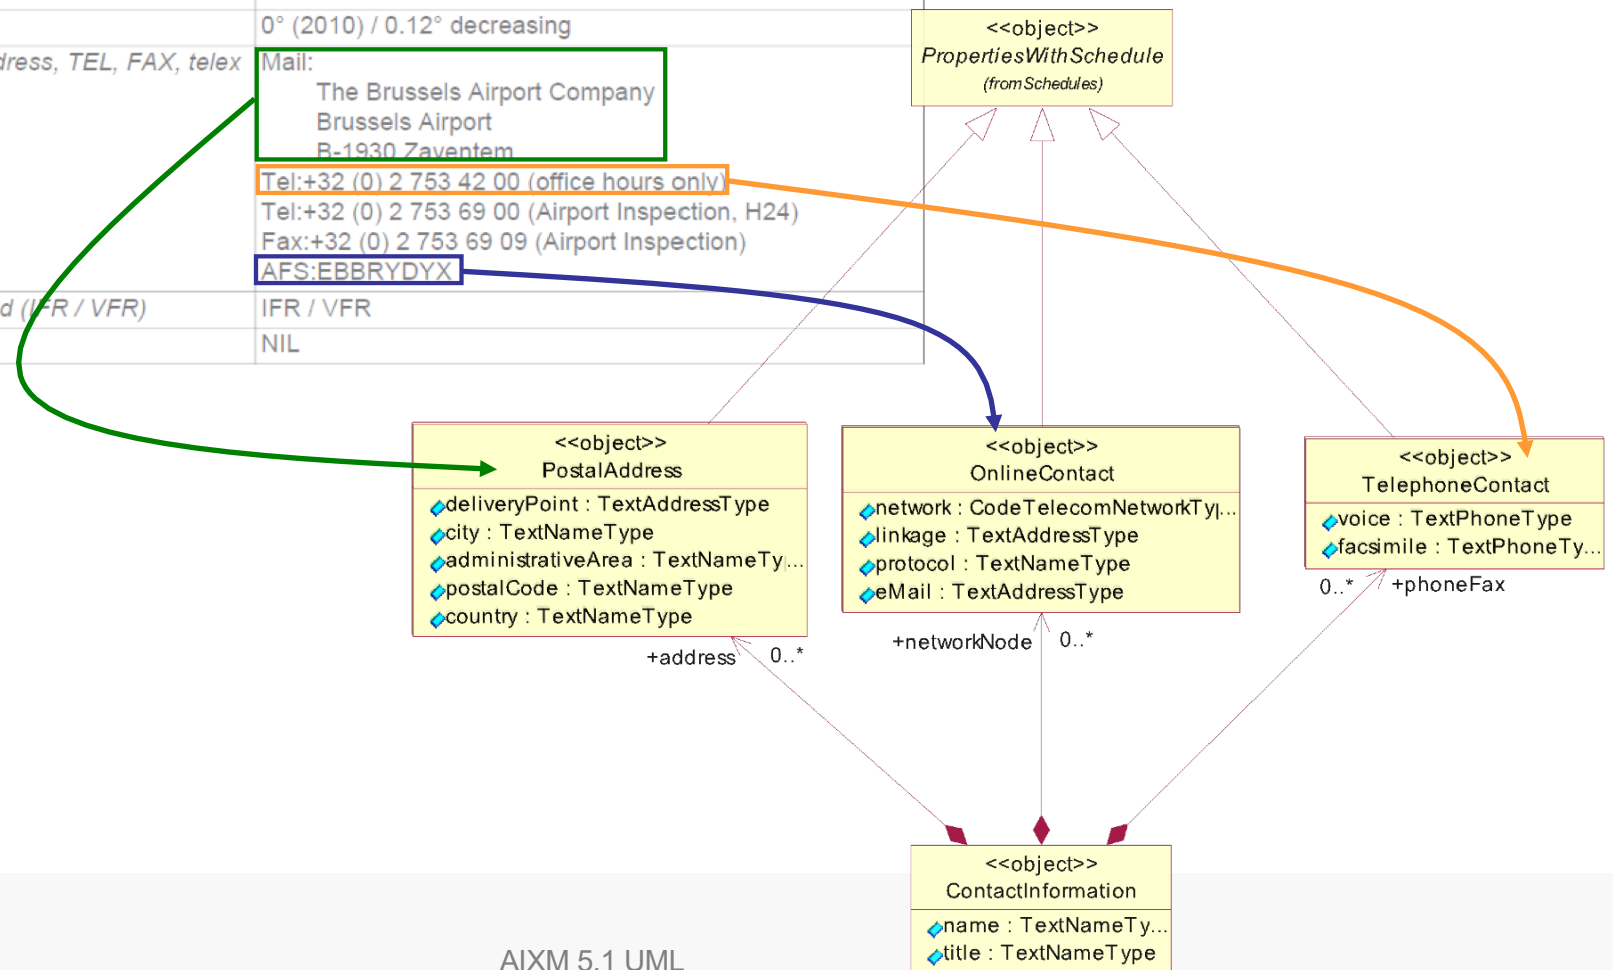 0° (2010) / 0.12° decreasing
dress, TEL, FAX, telex
Mail:
The Brussels Airport Company
Brussels Airport
B-1930 Zaventem
Tel:+32 (0) 2 753 42 00 (office hours only)
Tel:+32 (0) 2 753 69 00 (Airport Inspection, H24)
Fax:+32 (0) 2 753 69 09 (Airport Inspection)
AFS:EBBRYDYX
d (IFR / VFR)
IFR / VFR
NIL
<<object>>
PropertiesWithSchedule
(from Schedules)
<<object>>
PostalAddress
deliveryPoint : TextAddressType
city : TextNameType
administrativeArea : TextNameTy...
postalCode : TextNameType
country : TextNameType
<<object>>
OnlineContact
network : CodeTelecomNetworkTy...
linkage : TextAddressType
protocol : TextNameType
eMail : TextAddressType
<<object>>
TelephoneContact
voice : TextPhoneType
facsimile : TextPhoneTy...
+address
0..*
+networkNode
0..*
0..*
+phoneFax
<<object>>
ContactInformation
name : TextNameTy...
title : TextNameType
AIXM 5.1 UML